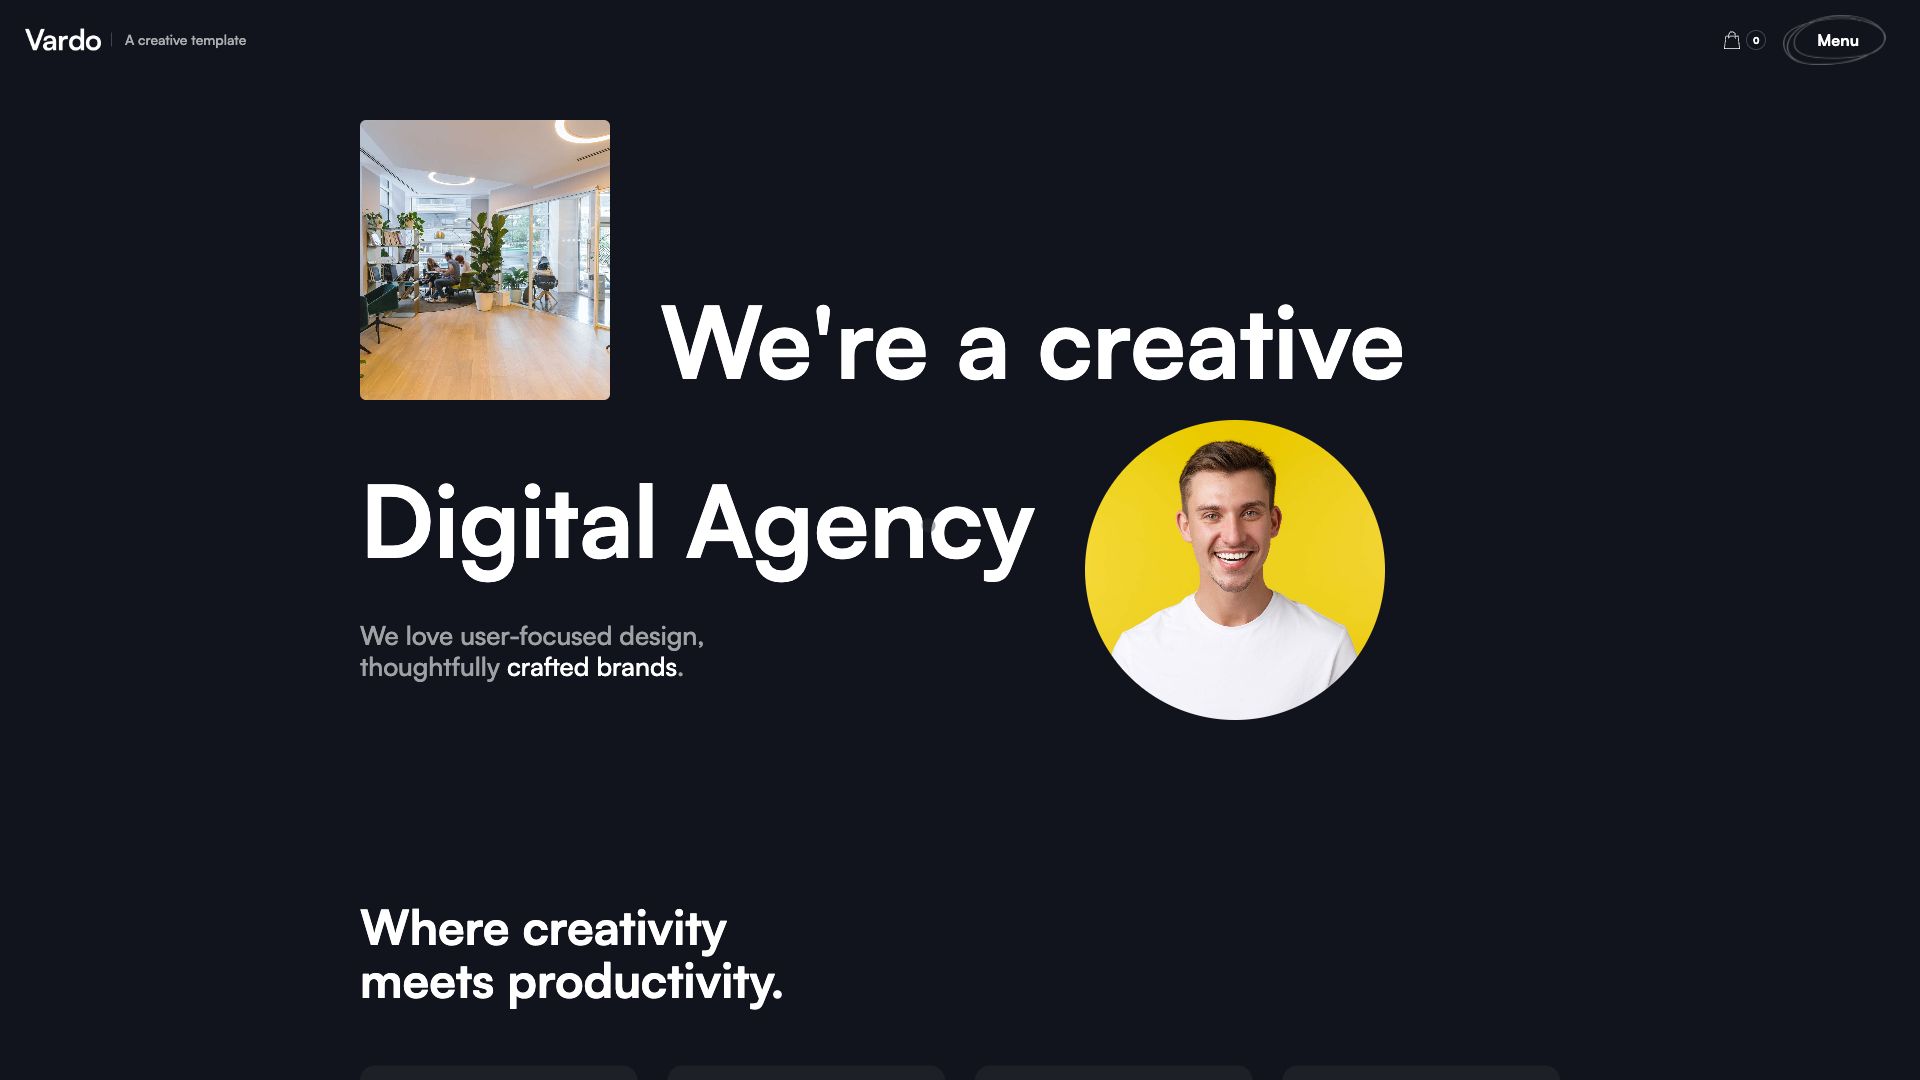 Vardo
A creative template
0
Menu
We're a creative
Digital Agency
We love user-focused design,
thoughtfully crafted brands.
Where creativity
meets productivity.